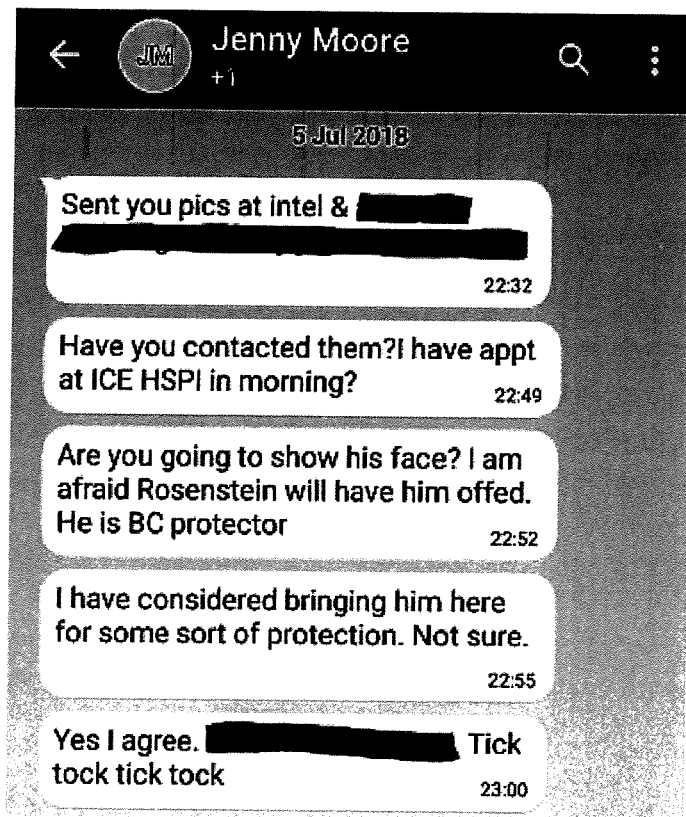 JM
Jenny Moore
+1
5 Jul 2018
Sent you pics at intel &
22:32
Have you contacted them?I have appt
at ICE HSPI in morning?
22:49
Are you going to show his face? I am
afraid Rosenstein will have him offed.
He is BC protector
22:52
I have considered bringing him here
for some sort of protection. Not sure.
22:55
Yes I agree. Tick
tock tick tock
23:00